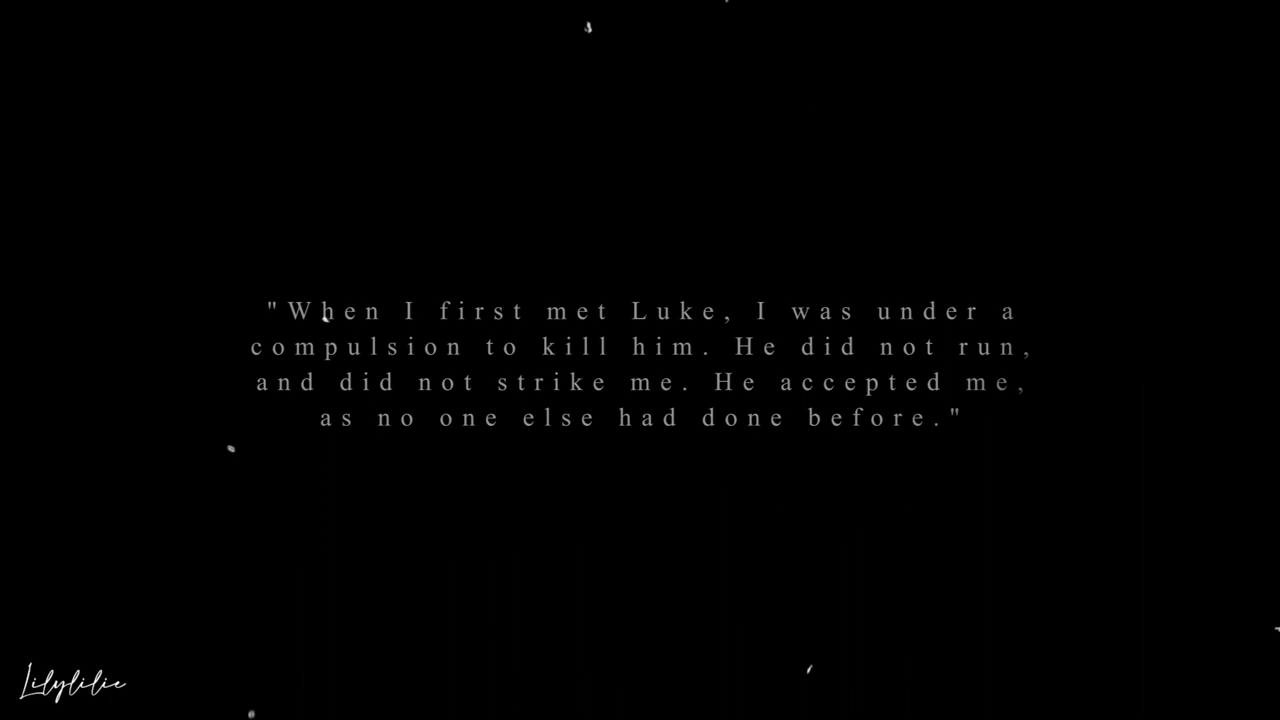 "When I first met Luke, I was under a
compulsion to kill him. He did not run,
and did not strike me. He accepted me,
as no one else had done before."
Lilylilie